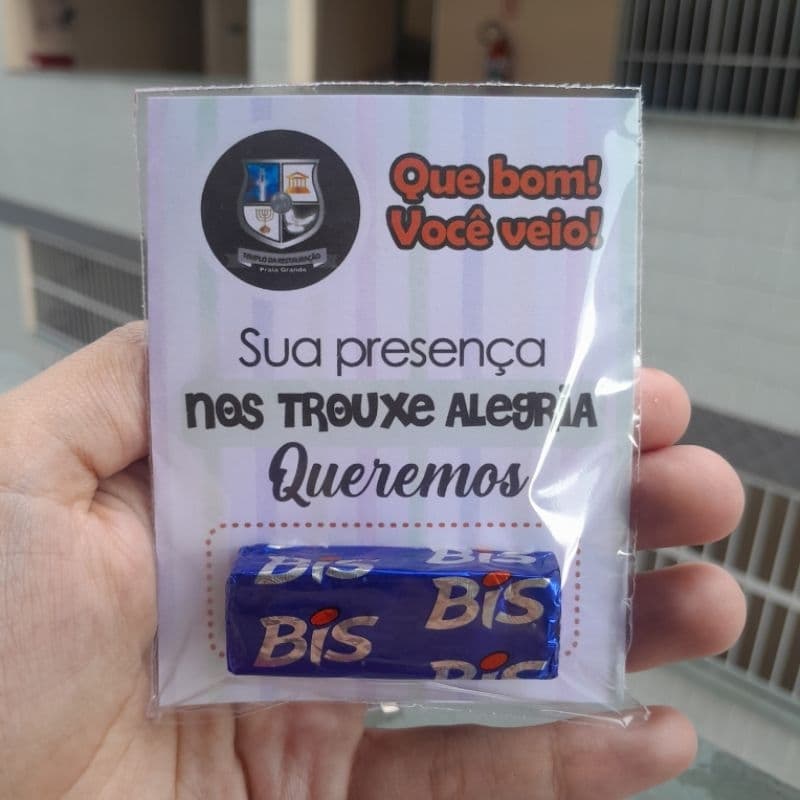 Que bom!
Você veio!
TEMPLO DA RESTAURAÇÃO
Praia Grande
Sua presença
nos TROUXE ALEGRIA
Queremos
BiS BiS
BiS BiS
BiS